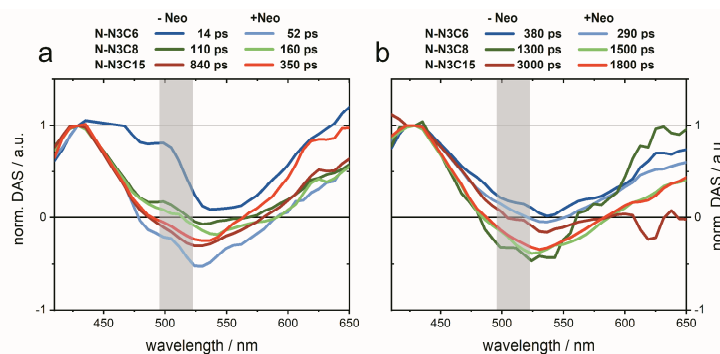 - Neo +Neo
N-N3C6 14 ps 52 ps
N-N3C8 110 ps 160 ps
N-N3C15 840 ps 350 ps
a
norm. DAS / a.u.
1
0
-1
450 500 550 600 650
wavelength / nm
- Neo +Neo
N-N3C6 380 ps 290 ps
N-N3C8 1300 ps 1500 ps
N-N3C15 3000 ps 1800 ps
b
1
0
-1
norm. DAS / a.u.
450 500 550 600 650
wavelength / nm